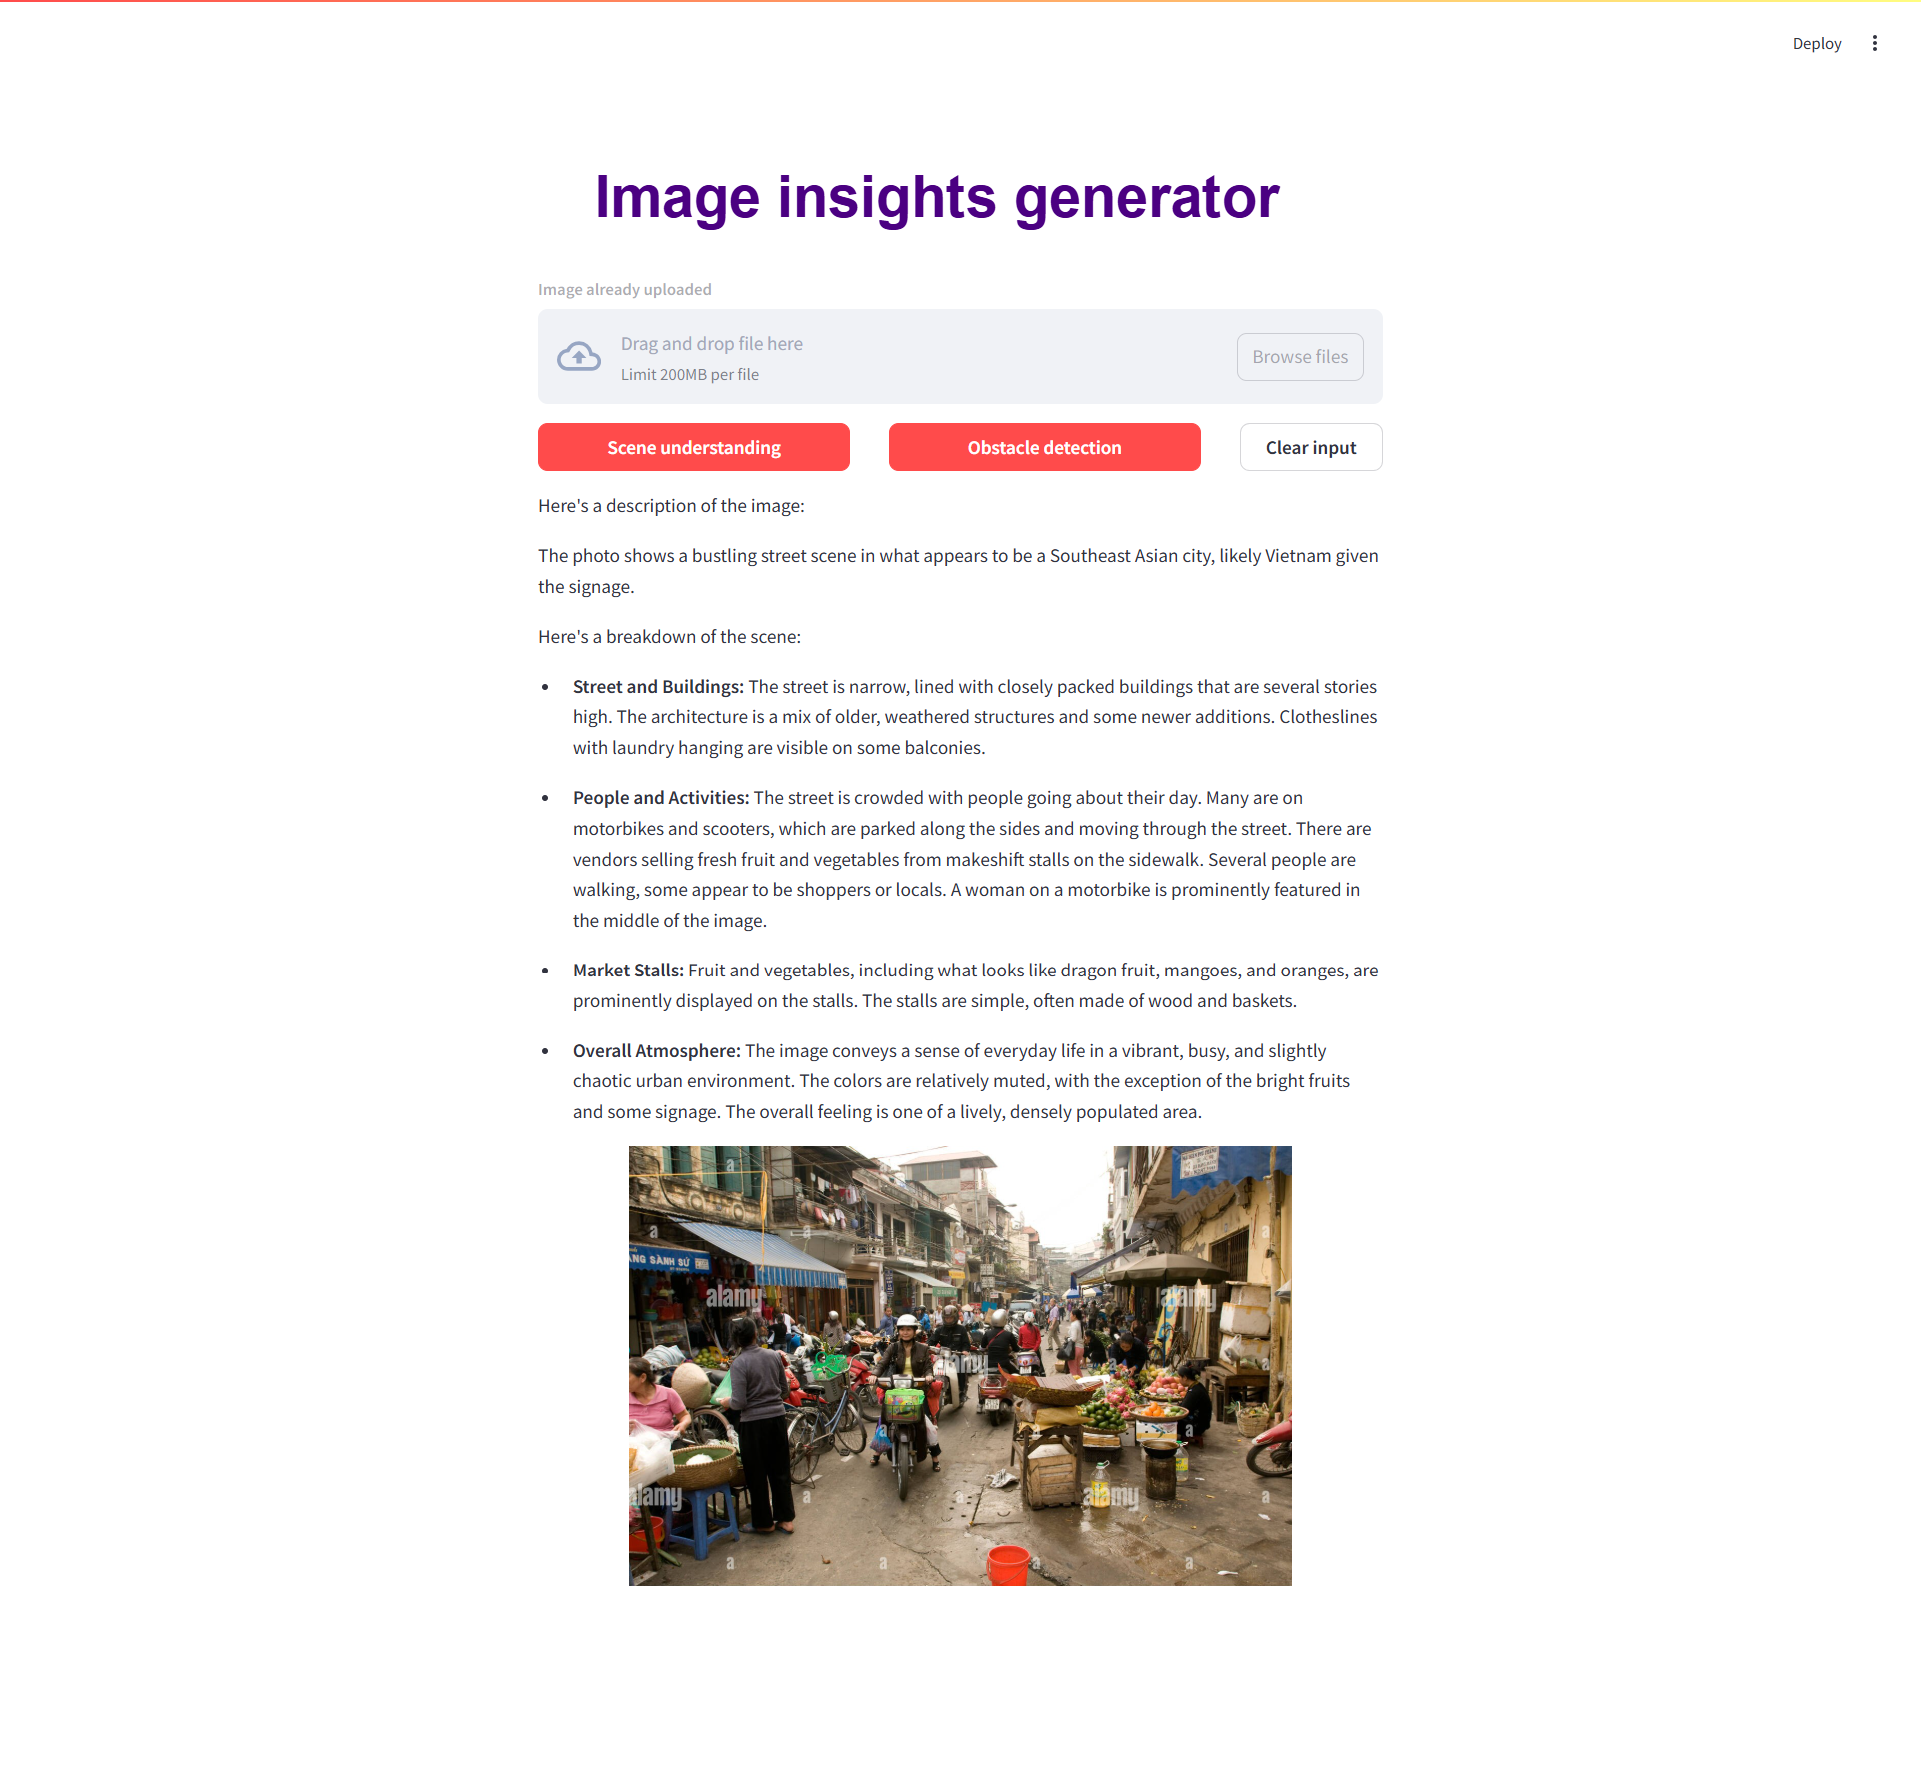 Deploy
Image insights generator
Image already uploaded
Drag and drop file here
Limit 200MB per file
Browse files
Scene understanding
Obstacle detection
Clear input
Here's a description of the image:
The photo shows a bustling street scene in what appears to be a Southeast Asian city, likely Vietnam given
the signage.
Here's a breakdown of the scene:
Street and Buildings: The street is narrow, lined with closely packed buildings that are several stories
high. The architecture is a mix of older, weathered structures and some newer additions. Clotheslines
with laundry hanging are visible on some balconies.
People and Activities: The street is crowded with people going about their day. Many are on
motorbikes and scooters, which are parked along the sides and moving through the street. There are
vendors selling fresh fruit and vegetables from makeshift stalls on the sidewalk. Several people are
walking, some appear to be shoppers or locals. A woman on a motorbike is prominently featured in
the middle of the image.
Market Stalls: Fruit and vegetables, including what looks like dragon fruit, mangoes, and oranges, are
prominently displayed on the stalls. The stalls are simple, often made of wood and baskets.
Overall Atmosphere: The image conveys a sense of everyday life in a vibrant, busy, and slightly
chaotic urban environment. The colors are relatively muted, with the exception of the bright fruits
and some signage. The overall feeling is one of a lively, densely populated area.
NG SÀNH SỨ
alamy
alamy
alamy
alamy
alamy